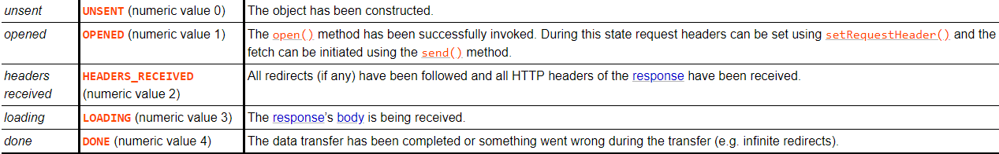 unsent UNSENT (numeric value 0) The object has been constructed.
opened OPENED (numeric value 1) The open() method has been successfully invoked. During this state request headers can be set using setRequestHeader() and the
fetch can be initiated using the send() method.
headers HEADERS_RECEIVED All redirects (if any) have been followed and all HTTP headers of the response have been received.
received (numeric value 2)
loading LOADING (numeric value 3) The response's body is being received.
done DONE (numeric value 4) The data transfer has been completed or something went wrong during the transfer (e.g. infinite redirects).